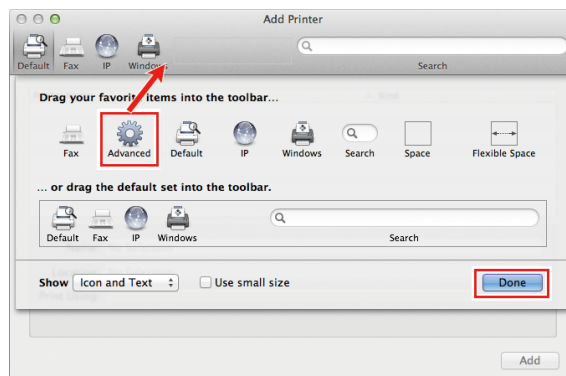 Add Printer
Default Fax IP Windows Search
Drag your favorite items into the toolbar...
Fax Advanced Default IP Windows Search Space Flexible Space
... or drag the default set into the toolbar.
Default Fax IP Windows Search
Show Icon and Text Use small size Done
Add